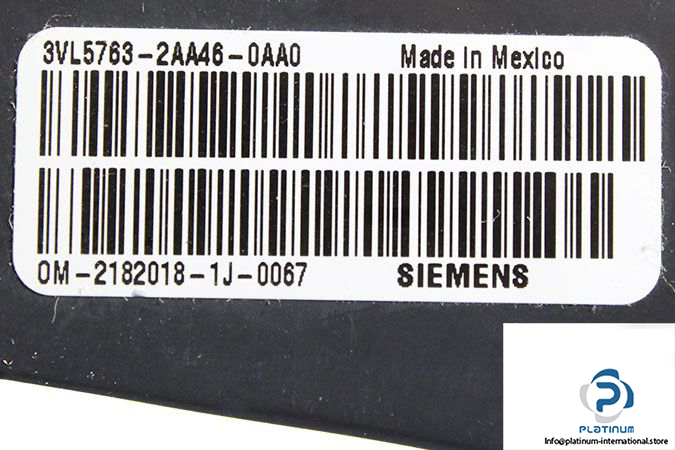 3VL5763-2AA46-0AA0 Made In Mexico
0M-2182018-1J-0067 SIEMENS
PLATINUM
Info@platinum-international.store